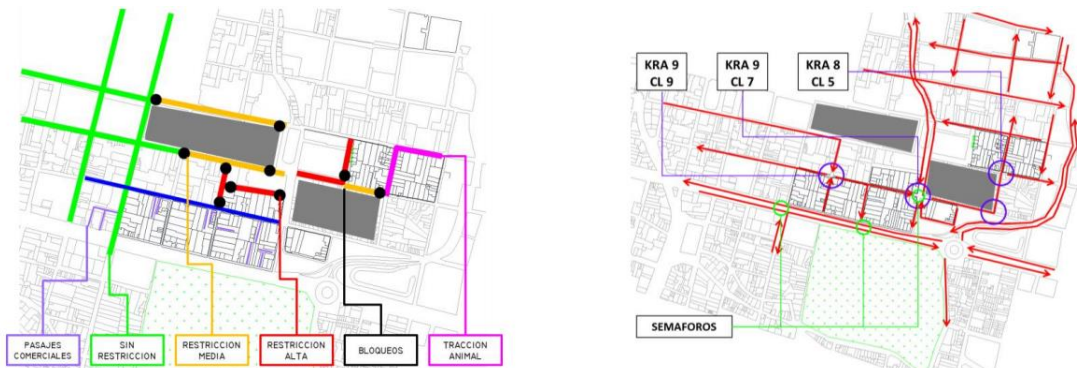 KRA 9
CL 9
KRA 9
CL 7
KRA 8
CL 5
SEMAFOROS
PASAJES
COMERCIALES
SIN
RESTRICCION
RESTRICCION
MEDIA
RESTRICCION
ALTA
BLOQUEOS
TRACCION
ANIMAL